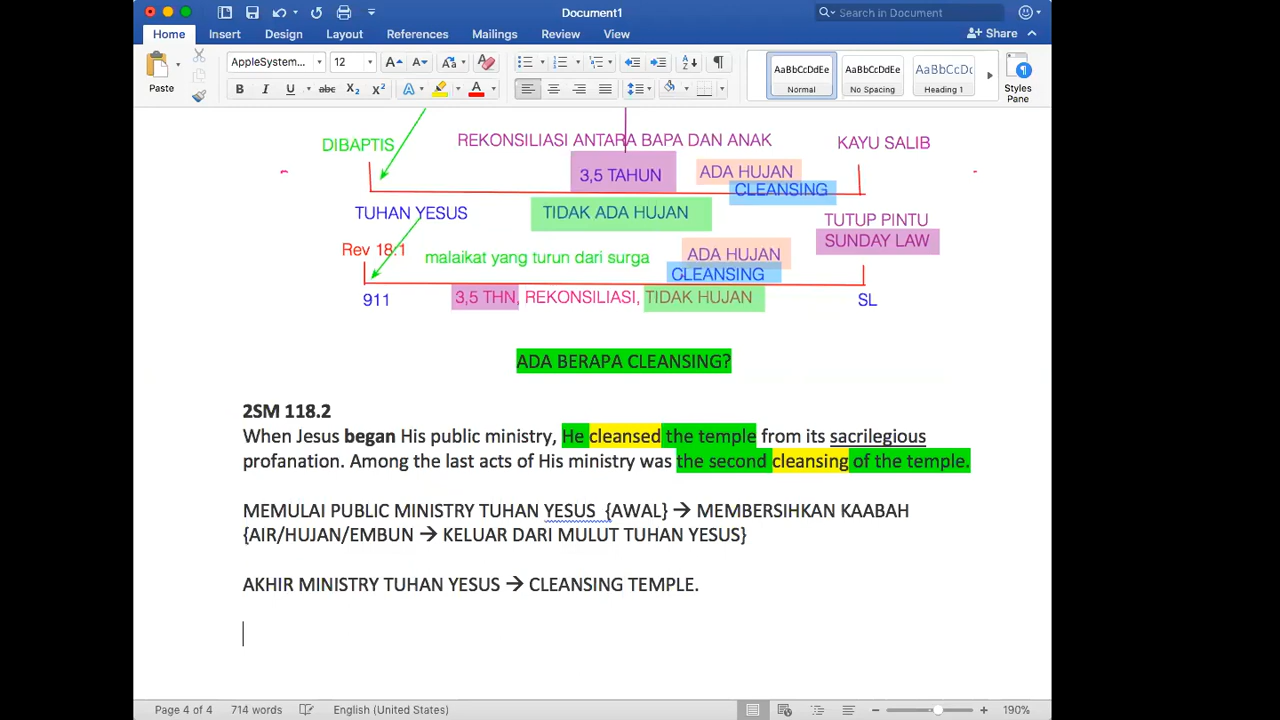 Document1
Search in Document
Home Insert Design Layout References Mailings Review View Share
Paste
AppleSystem... 12
AaBbCcDdEe AaBbCcDdEe AaBbCcDc
Normal No Spacing Heading 1
Styles
Pane
DIBAPTIS REKONSILIASI ANTARA BAPA DAN ANAK KAYU SALIB
3,5 TAHUN ADA HUJAN
CLEANSING
TUHAN YESUS TIDAK ADA HUJAN TUTUP PINTU
SUNDAY LAW
Rev 18.1 malaikat yang turun dari surga ADA HUJAN
CLEANSING
911 3,5 THN, REKONSILIASI, TIDAK HUJAN SL
ADA BERAPA CLEANSING?
2SM 118.2
When Jesus began His public ministry, He cleansed the temple from its sacrilegious
profanation. Among the last acts of His ministry was the second cleansing of the temple.
MEMULAI PUBLIC MINISTRY TUHAN YESUS {AWAL} → MEMBERSIHKAN KAABAH
{AIR/HUJAN/EMBUN → KELUAR DARI MULUT TUHAN YESUS}
AKHIR MINISTRY TUHAN YESUS → CLEANSING TEMPLE.
Page 4 of 4 714 words English (United States) 190%